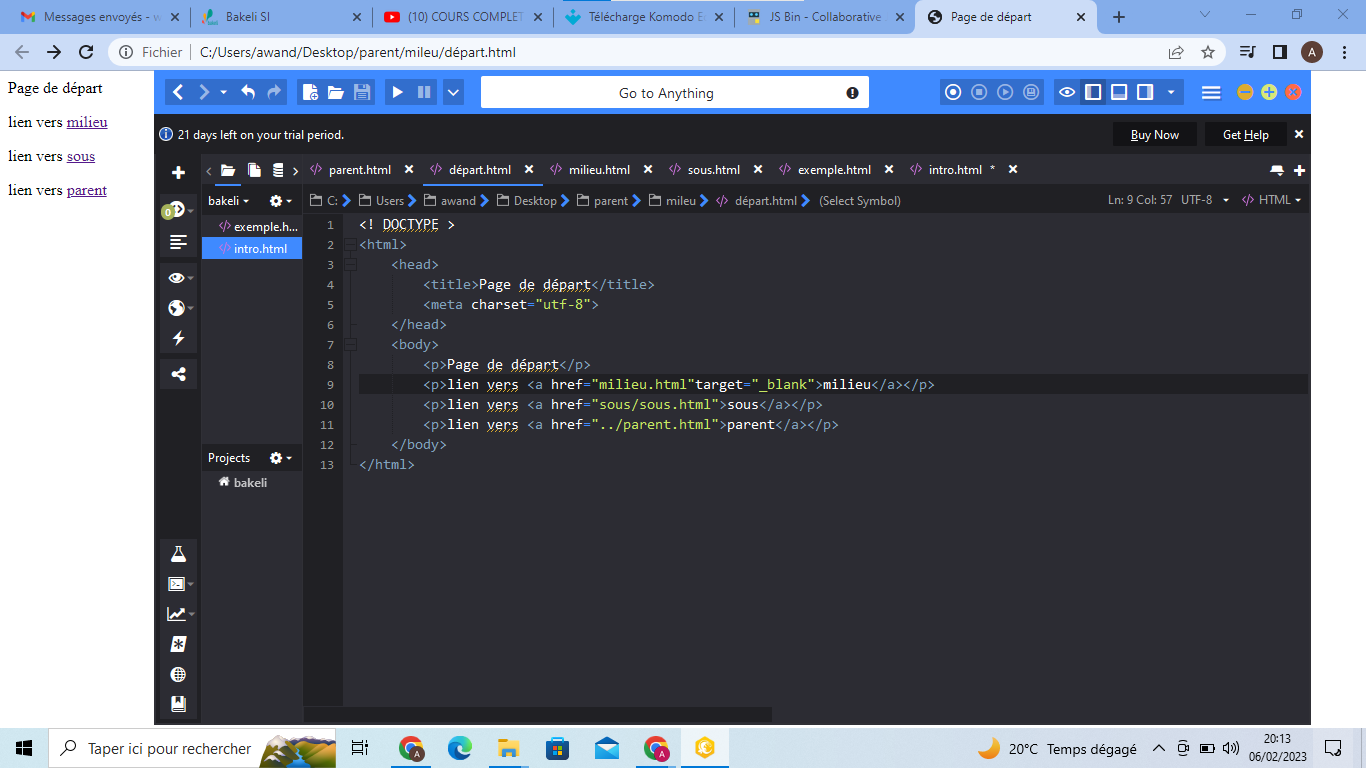 Messages envoyés - w
Bakeli SI
(10) COURS COMPLET
Télécharge Komodo E
JS Bin - Collaborative
Page de départ
Fichier
C:/Users/awand/Desktop/parent/mileu/départ.html
A
Page de départ
lien vers milieu
lien vers sous
lien vers parent
Go to Anything
21 days left on your trial period.
Buy Now
Get Help
parent.html
départ.html
milieu.html
sous.html
exemple.html
intro.html *
bakeli
C:
Users
awand
Desktop
parent
mileu
départ.html
(Select Symbol)
Ln: 9 Col: 57
UTF-8
HTML
0
exemple.h...
intro.html
1 <! DOCTYPE >
2 <html>
3 <head>
4 <title>Page de départ</title>
5 <meta charset="utf-8">
6 </head>
7 <body>
8 <p>Page de départ</p>
9 <p>lien vers <a href="milieu.html"target="_blank">milieu</a></p>
10 <p>lien vers <a href="sous/sous.html">sous</a></p>
11 <p>lien vers <a href="../parent.html">parent</a></p>
12 </body>
13 </html>
Projects
bakeli
Taper ici pour rechercher
A
A
20°C Temps dégagé
20:13
06/02/2023